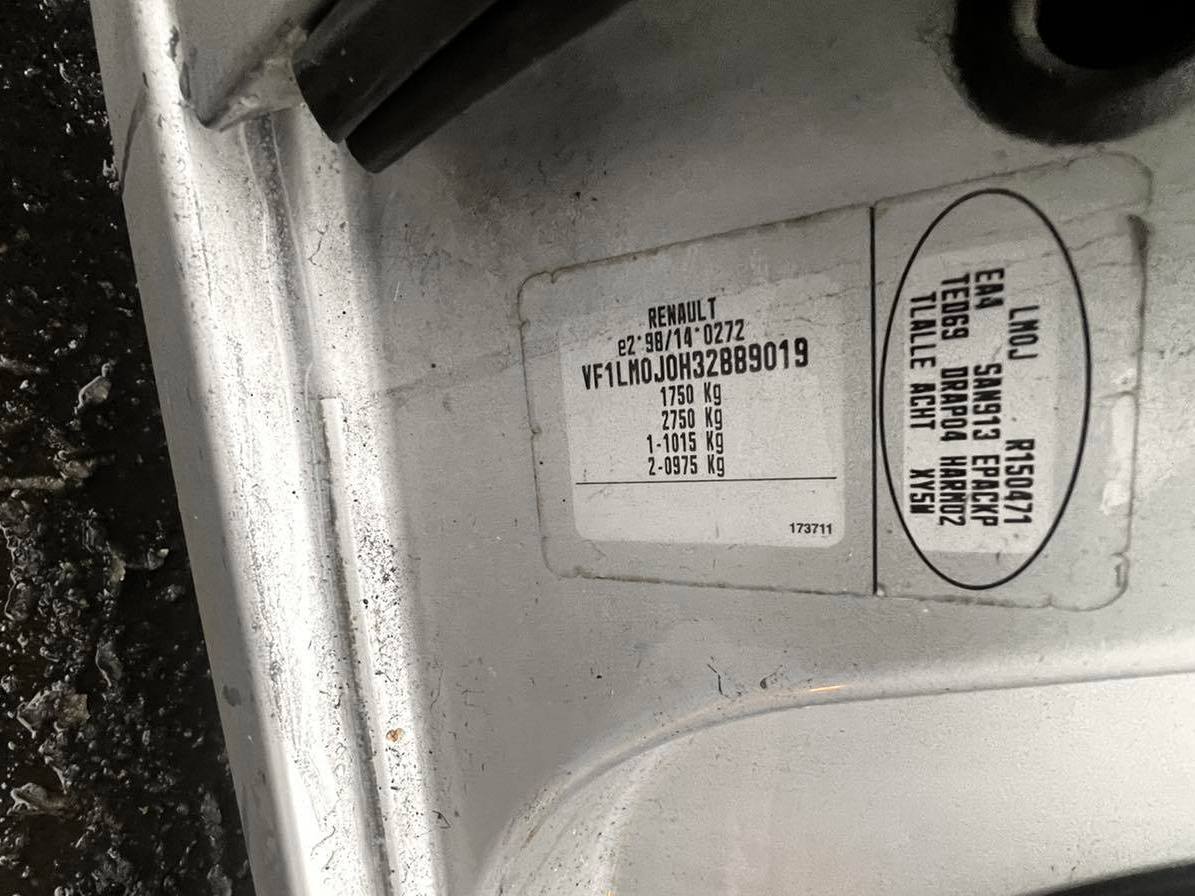 RENAULT
e2*98/14*0272
VF1LM0J0H32889019
1750 Kg
2750 Kg
1-1015 Kg
2-0975 Kg
173711
LM0J R150471
EA4 SAN913 EPACKP
TED69 DRAP04 HARM02
TLALLE ACHT XY5W